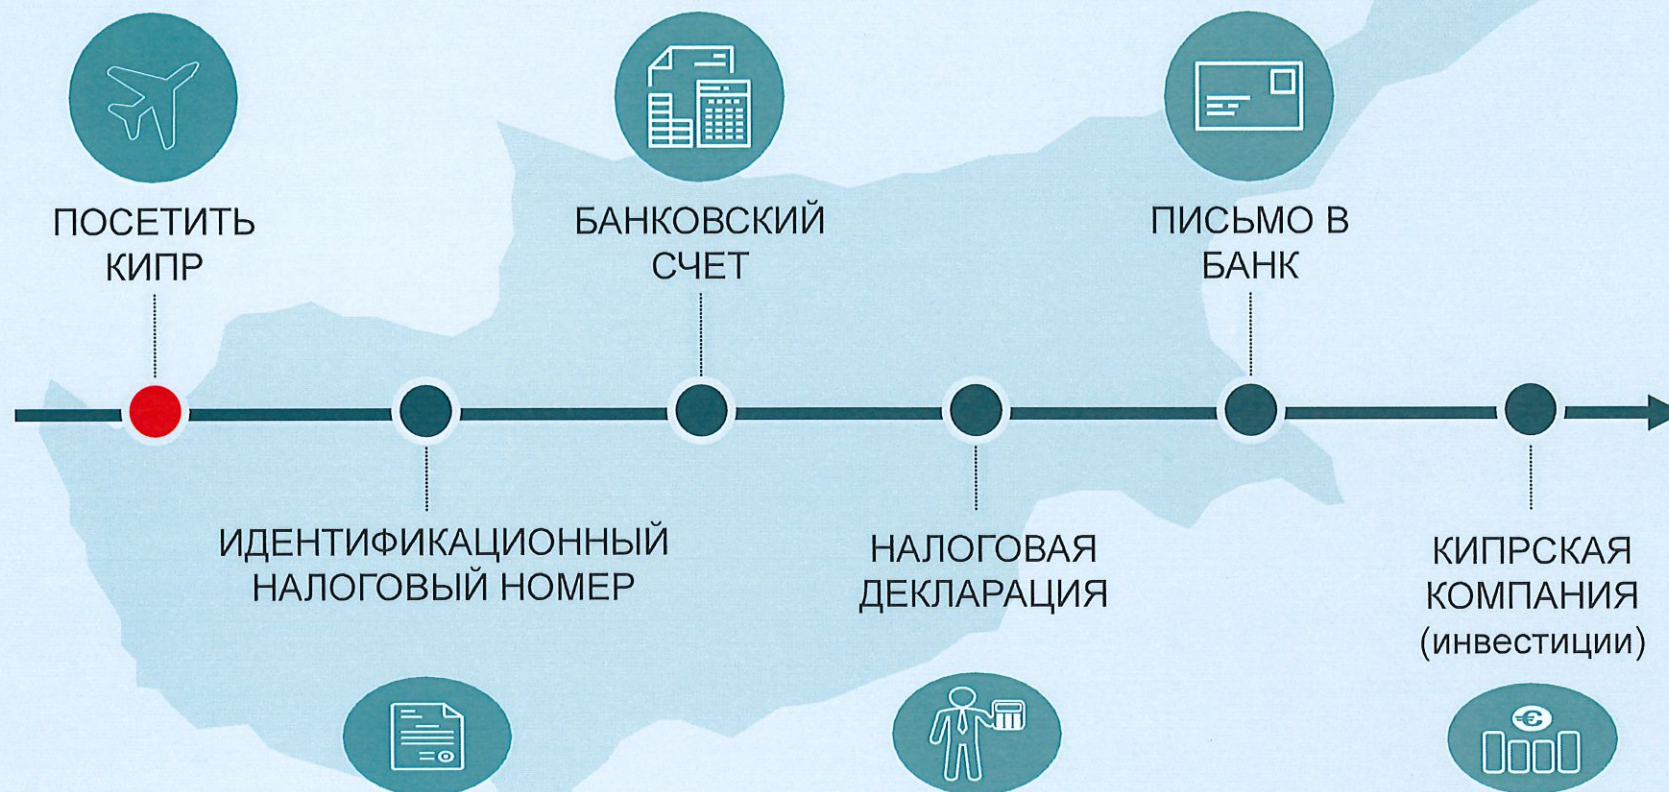 ПОСЕТИТЬ
КИПР
БАНКОВСКИЙ
СЧЕТ
ПИСЬМО В
БАНК
ИДЕНТИФИКАЦИОННЫЙ
НАЛОГОВЫЙ НОМЕР
НАЛОГОВАЯ
ДЕКЛАРАЦИЯ
КИПРСКАЯ
КОМПАНИЯ
(инвестиции)
€